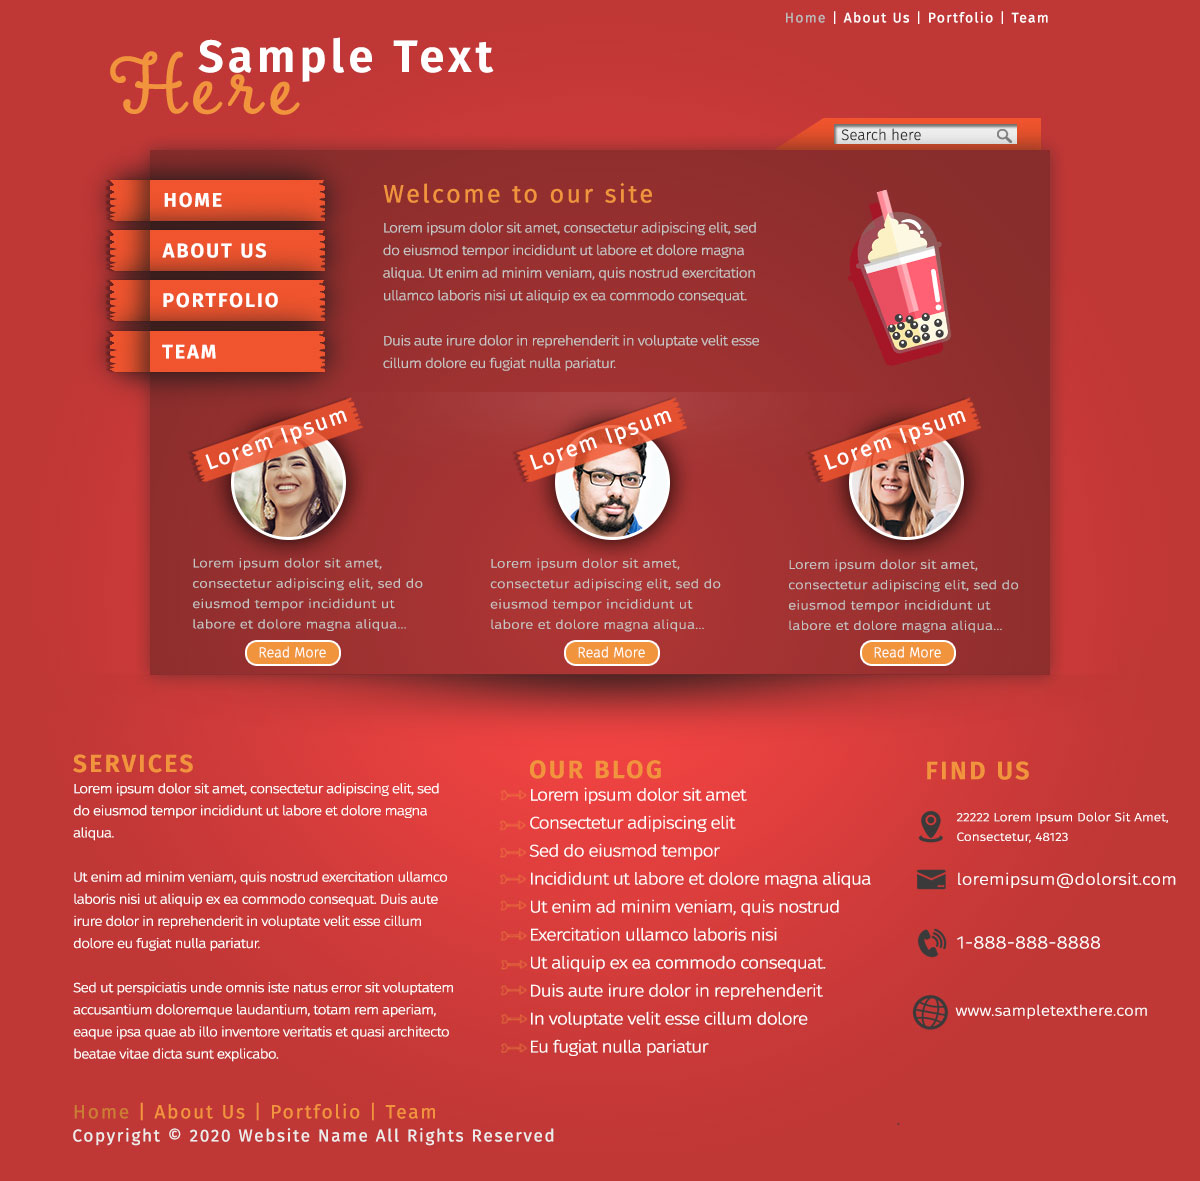 Home | About Us | Portfolio | Team
Sample Text
Here
Search here
HOME
ABOUT US
PORTFOLIO
TEAM
Welcome to our site
Lorem ipsum dolor sit amet, consectetur adipiscing elit, sed
do eiusmod tempor incididunt ut labore et dolore magna
aliqua. Ut enim ad minim veniam, quis nostrud exercitation
ullamco laboris nisi ut aliquip ex ea commodo consequat.
Duis aute irure dolor in reprehenderit in voluptate velit esse
cillum dolore eu fugiat nulla pariatur.
Lorem Ipsum
Lorem ipsum dolor sit amet,
consectetur adipiscing elit, sed do
eiusmod tempor incididunt ut
labore et dolore magna aliqua...
Read More
Lorem Ipsum
Lorem ipsum dolor sit amet,
consectetur adipiscing elit, sed do
eiusmod tempor incididunt ut
labore et dolore magna aliqua...
Read More
Lorem Ipsum
Lorem ipsum dolor sit amet,
consectetur adipiscing elit, sed do
eiusmod tempor incididunt ut
labore et dolore magna aliqua...
Read More
SERVICES
Lorem ipsum dolor sit amet, consectetur adipiscing elit, sed
do eiusmod tempor incididunt ut labore et dolore magna
aliqua.
Ut enim ad minim veniam, quis nostrud exercitation ullamco
laboris nisi ut aliquip ex ea commodo consequat. Duis aute
irure dolor in reprehenderit in voluptate velit esse cillum
dolore eu fugiat nulla pariatur.
Sed ut perspiciatis unde omnis iste natus error sit voluptatem
accusantium doloremque laudantium, totam rem aperiam,
eaque ipsa quae ab illo inventore veritatis et quasi architecto
beatae vitae dicta sunt explicabo.
OUR BLOG
Lorem ipsum dolor sit amet
Consectetur adipiscing elit
Sed do eiusmod tempor
Incididunt ut labore et dolore magna aliqua
Ut enim ad minim veniam, quis nostrud
Exercitation ullamco laboris nisi
Ut aliquip ex ea commodo consequat.
Duis aute irure dolor in reprehenderit
In voluptate velit esse cillum dolore
Eu fugiat nulla pariatur
FIND US
22222 Lorem Ipsum Dolor Sit Amet,
Consectetur, 48123
loremipsum@dolorsit.com
1-888-888-8888
www.sampletexthere.com
Home | About Us | Portfolio | Team
Copyright © 2020 Website Name All Rights Reserved